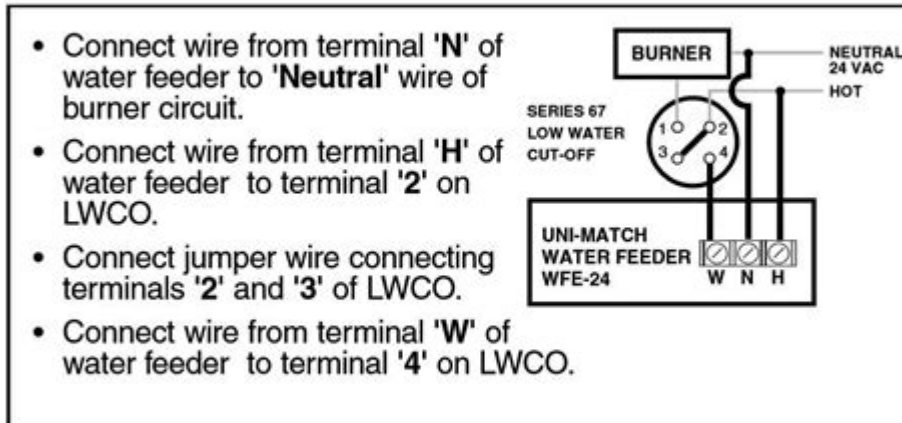 • Connect wire from terminal 'N' of
water feeder to 'Neutral' wire of
burner circuit.
• Connect wire from terminal 'H' of
water feeder to terminal '2' on
LWCO.
• Connect jumper wire connecting
terminals '2' and '3' of LWCO.
• Connect wire from terminal 'W' of
water feeder to terminal '4' on LWCO.
BURNER
NEUTRAL
24 VAC
HOT
SERIES 67
LOW WATER
CUT-OFF
1 2
3 4
UNI-MATCH
WATER FEEDER
WFE-24
W N H